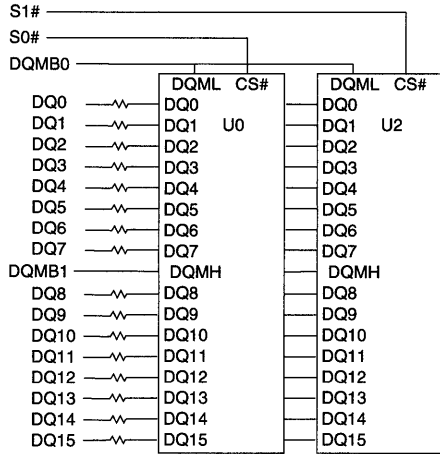 S1#
S0#
DQMB0
DQML CS# DQML CS#
DQ0 DQ0 DQ0
DQ1 DQ1 U0 DQ1 U2
DQ2 DQ2 DQ2
DQ3 DQ3 DQ3
DQ4 DQ4 DQ4
DQ5 DQ5 DQ5
DQ6 DQ6 DQ6
DQ7 DQ7 DQ7
DQMB1 DQMH DQMH
DQ8 DQ8 DQ8
DQ9 DQ9 DQ9
DQ10 DQ10 DQ10
DQ11 DQ11 DQ11
DQ12 DQ12 DQ12
DQ13 DQ13 DQ13
DQ14 DQ14 DQ14
DQ15 DQ15 DQ15